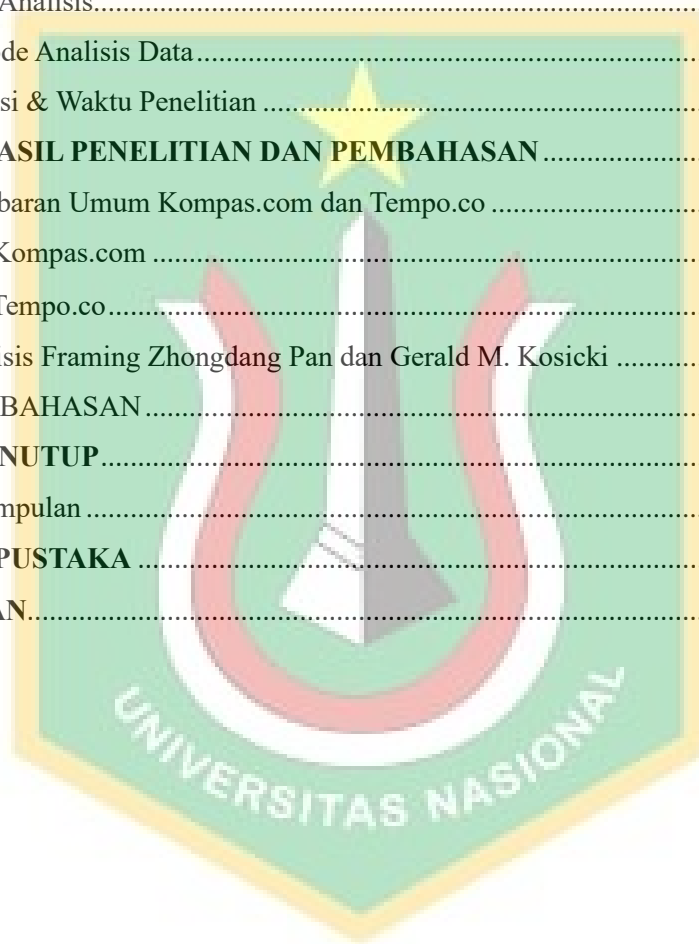 Analisis...............................................................................
de Analisis Data...............................................................
si & Waktu Penelitian ......................................................
ASIL PENELITIAN DAN PEMBAHASAN...................
baran Umum Kompas.com dan Tempo.co ..........................
Kompas.com .....................................................................
Tempo.co...........................................................................
isis Framing Zhongdang Pan dan Gerald M. Kosicki ..........
BAHASAN.......................................................................
NUTUP............................................................................
mpulan ..............................................................................
PUSTAKA ........................................................................
AN.....................................................................................
UNIVERSITAS NASIONAL